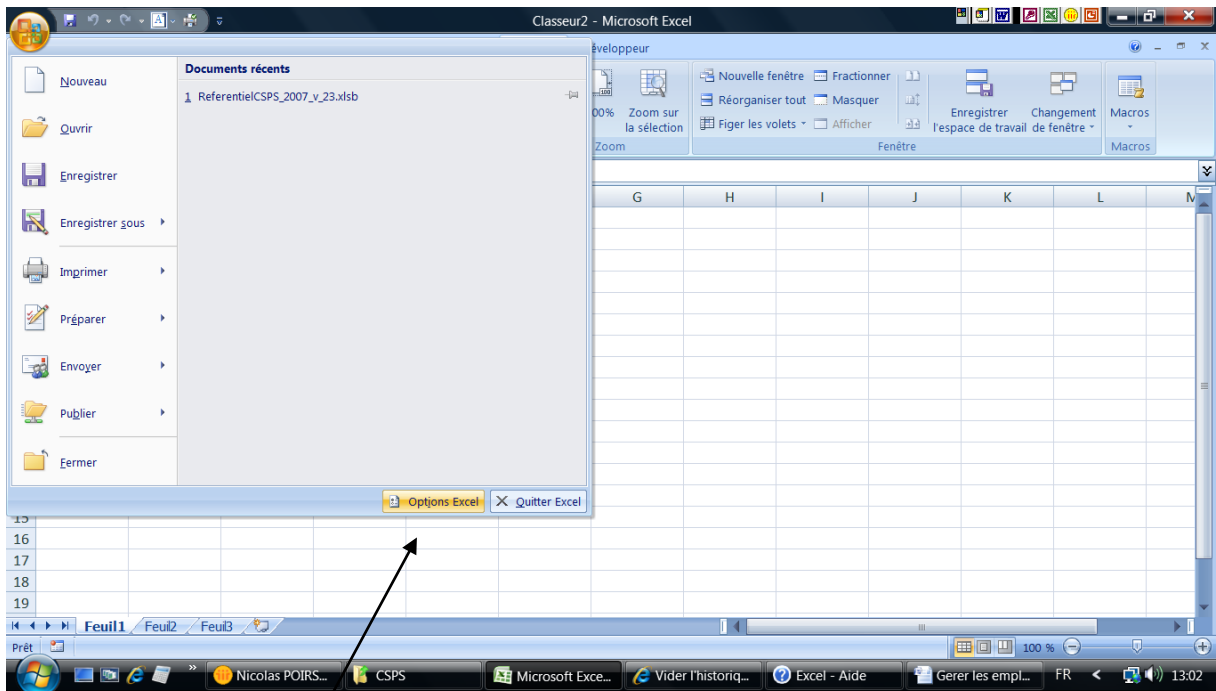 Classeur2 - Microsoft Excel
éveloppeur
Nouveau
Ouvrir
Enregistrer
Enregistrer sous
Imprimer
Préparer
Envoyer
Publier
Fermer
Documents récents
1 ReferentielCSPS_2007_v_23.xlsb
Options Excel
Quitter Excel
00%
Zoom sur
la sélection
Zoom
Nouvelle fenêtre
Fractionner
Réorganiser tout
Masquer
Figer les volets
Afficher
Enregistrer
l'espace de travail
Changement
de fenêtre
Fenêtre
Macros
Macros
G H I J K L M
15
16
17
18
19
Feuil1 Feuil2 Feuil3
Prêt
100 %
Nicolas POIRS...
CSPS
Microsoft Exce...
Vider l'historiq...
Excel - Aide
Gerer les empl...
FR
13:02